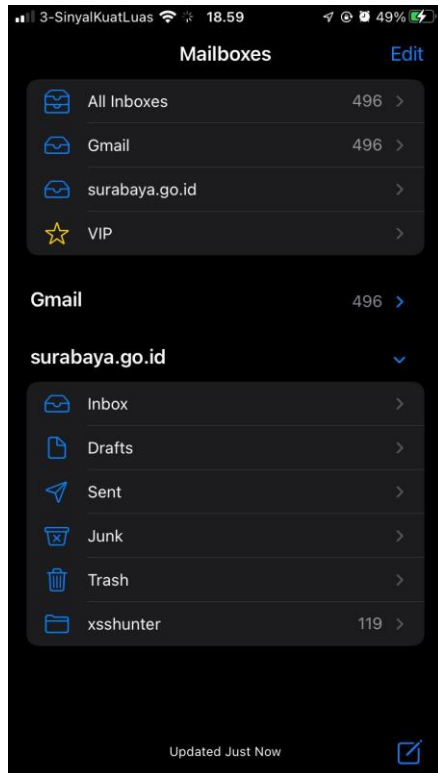 3-SinyalKuatLuas 18.59 49%
Mailboxes Edit
All Inboxes 496
Gmail 496
surabaya.go.id
VIP
Gmail 496
surabaya.go.id
Inbox
Drafts
Sent
Junk
Trash
xsshunter 119
Updated Just Now